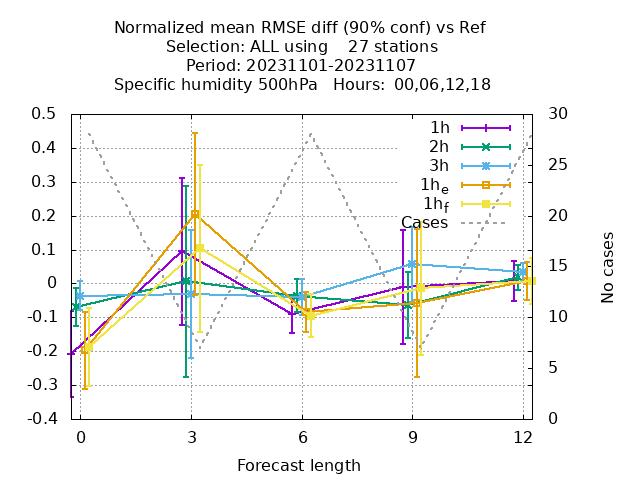 Normalized mean RMSE diff (90% conf) vs Ref
Selection: ALL using    27 stations
Period: 20231101-20231107
Specific humidity 500hPa   Hours: 00,06,12,18
0.5
0.4
0.3
0.2
0.1
0
-0.1
-0.2
-0.3
-0.4
30
25
20
15
10
5
0
1h
2h
3h
1he
1hf
Cases
No cases
0 3 6 9 12
Forecast length